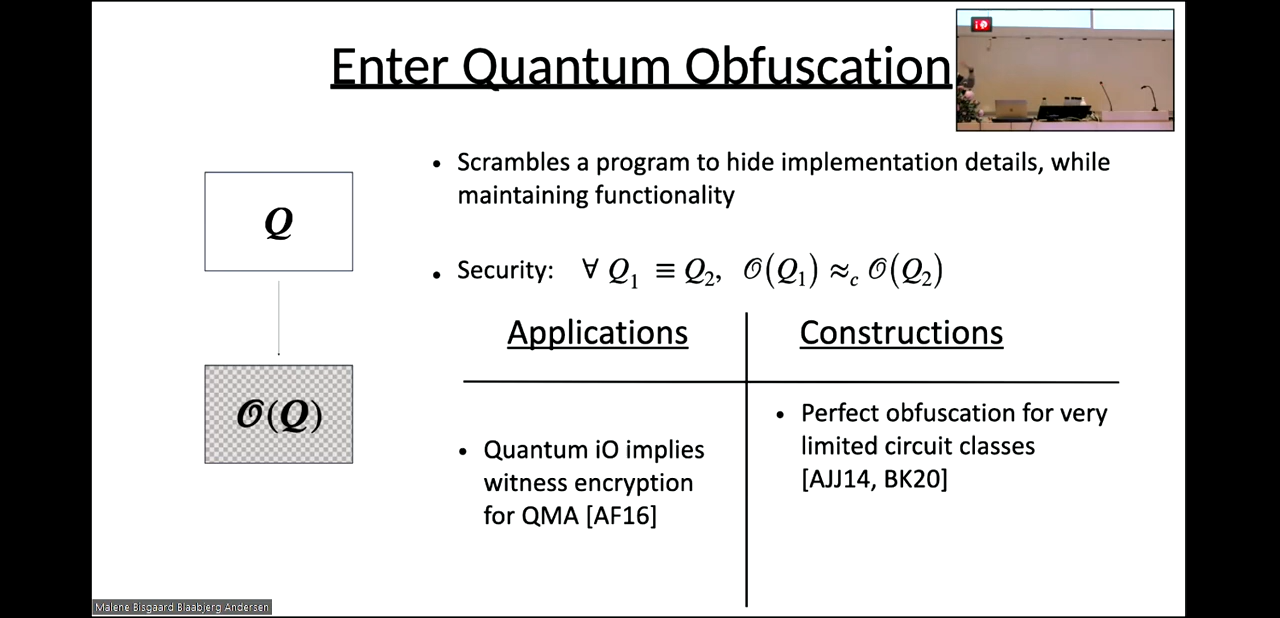 Enter Quantum Obfuscation
• Scrambles a program to hide implementation details, while
maintaining functionality
Q
• Security: ∀ Q₁ ≡ Q₂, 𝒪(Q₁) ≈c 𝒪(Q₂)
𝒪(Q)
Applications
• Quantum iO implies
witness encryption
for QMA [AF16]
Constructions
• Perfect obfuscation for very
limited circuit classes
[AJJ14, BK20]
Malene Bisgaard Blaabjerg Andersen